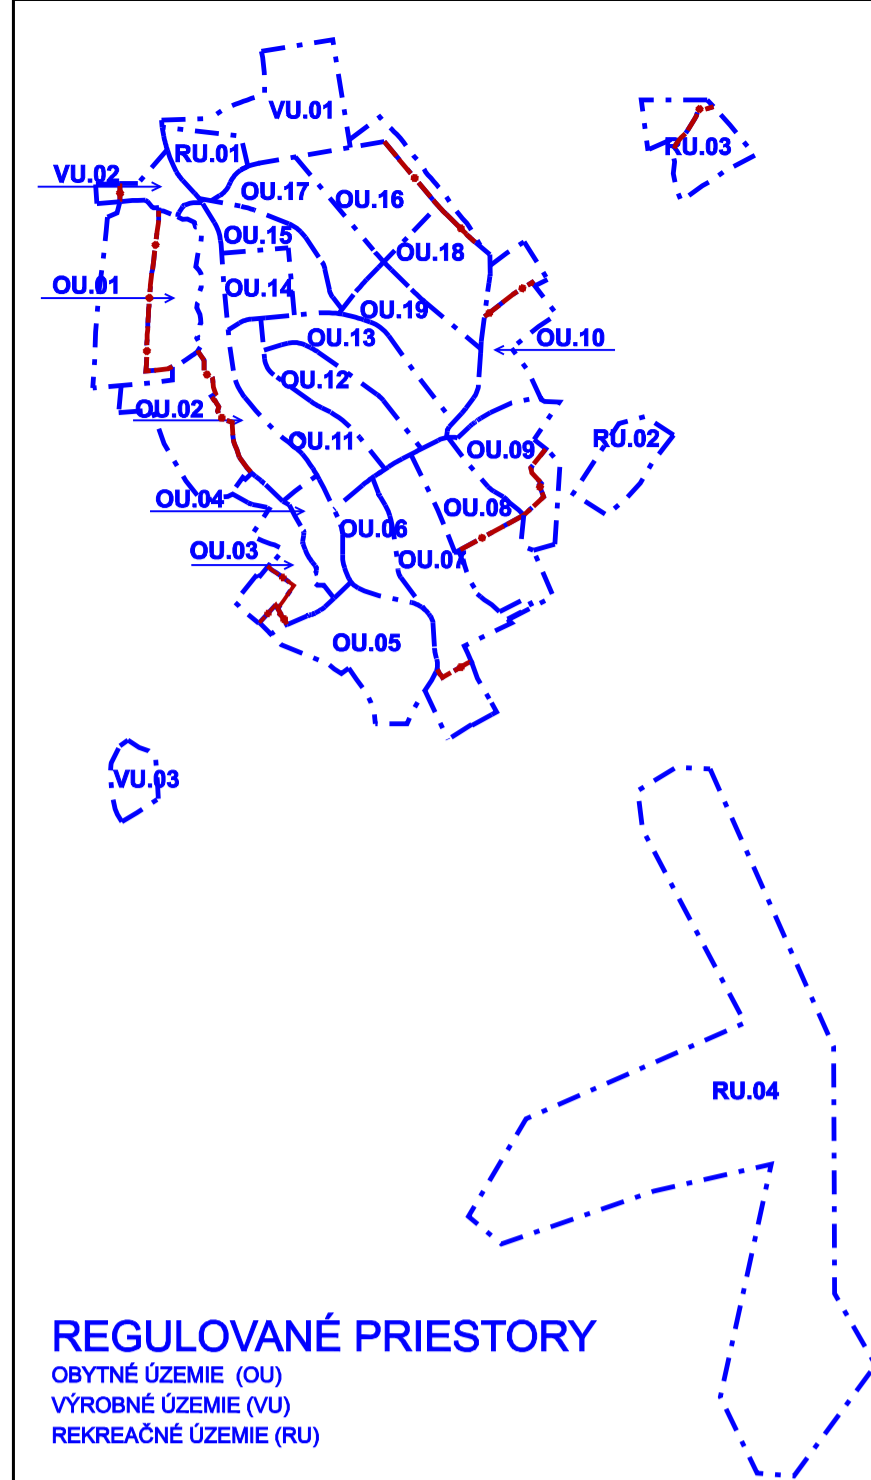 VU.01
RU.03
RU.01
VU.02
OU.17
OU.16
OU.15
OU.18
OU.01
OU.14
OU.19
OU.13
OU.10
OU.12
OU.02
OU.11
OU.09
RU.02
OU.04
OU.08
OU.06
OU.03
OU.07
OU.05
VU.03
RU.04
REGULOVANÉ PRIESTORY
OBYTNÉ ÚZEMIE (OU)
VÝROBNÉ ÚZEMIE (VU)
REKREAČNÉ ÚZEMIE (RU)